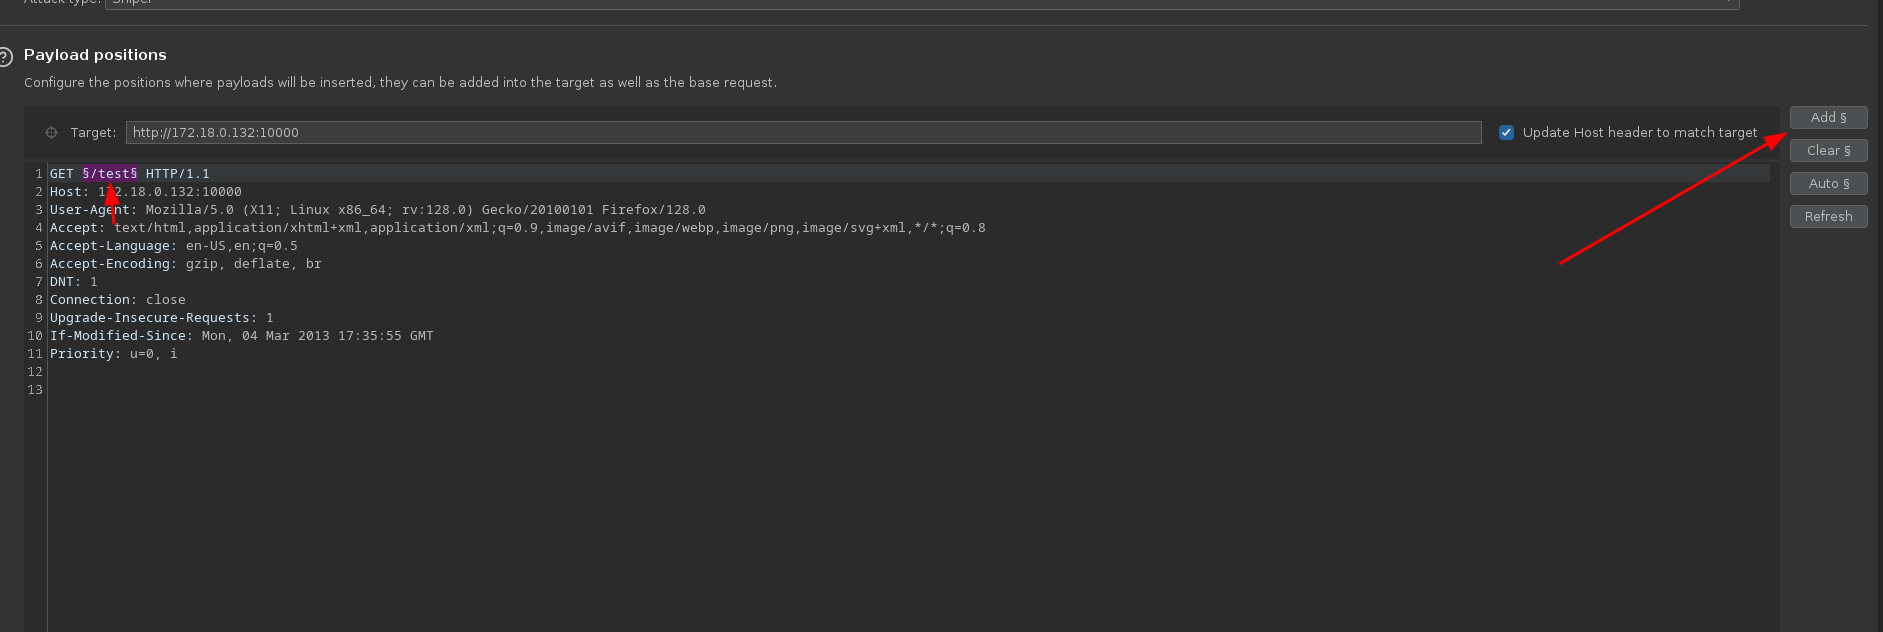 Attack type: Sniper
Payload positions
Configure the positions where payloads will be inserted, they can be added into the target as well as the base request.
Target: http://172.18.0.132:10000 Update Host header to match target
Add §
Clear §
Auto §
Refresh
1 GET §/test§ HTTP/1.1
2 Host: 172.18.0.132:10000
3 User-Agent: Mozilla/5.0 (X11; Linux x86_64; rv:128.0) Gecko/20100101 Firefox/128.0
4 Accept: text/html,application/xhtml+xml,application/xml;q=0.9,image/avif,image/webp,image/png,image/svg+xml,*/*;q=0.8
5 Accept-Language: en-US,en;q=0.5
6 Accept-Encoding: gzip, deflate, br
7 DNT: 1
8 Connection: close
9 Upgrade-Insecure-Requests: 1
10 If-Modified-Since: Mon, 04 Mar 2013 17:35:55 GMT
11 Priority: u=0, i
12
13